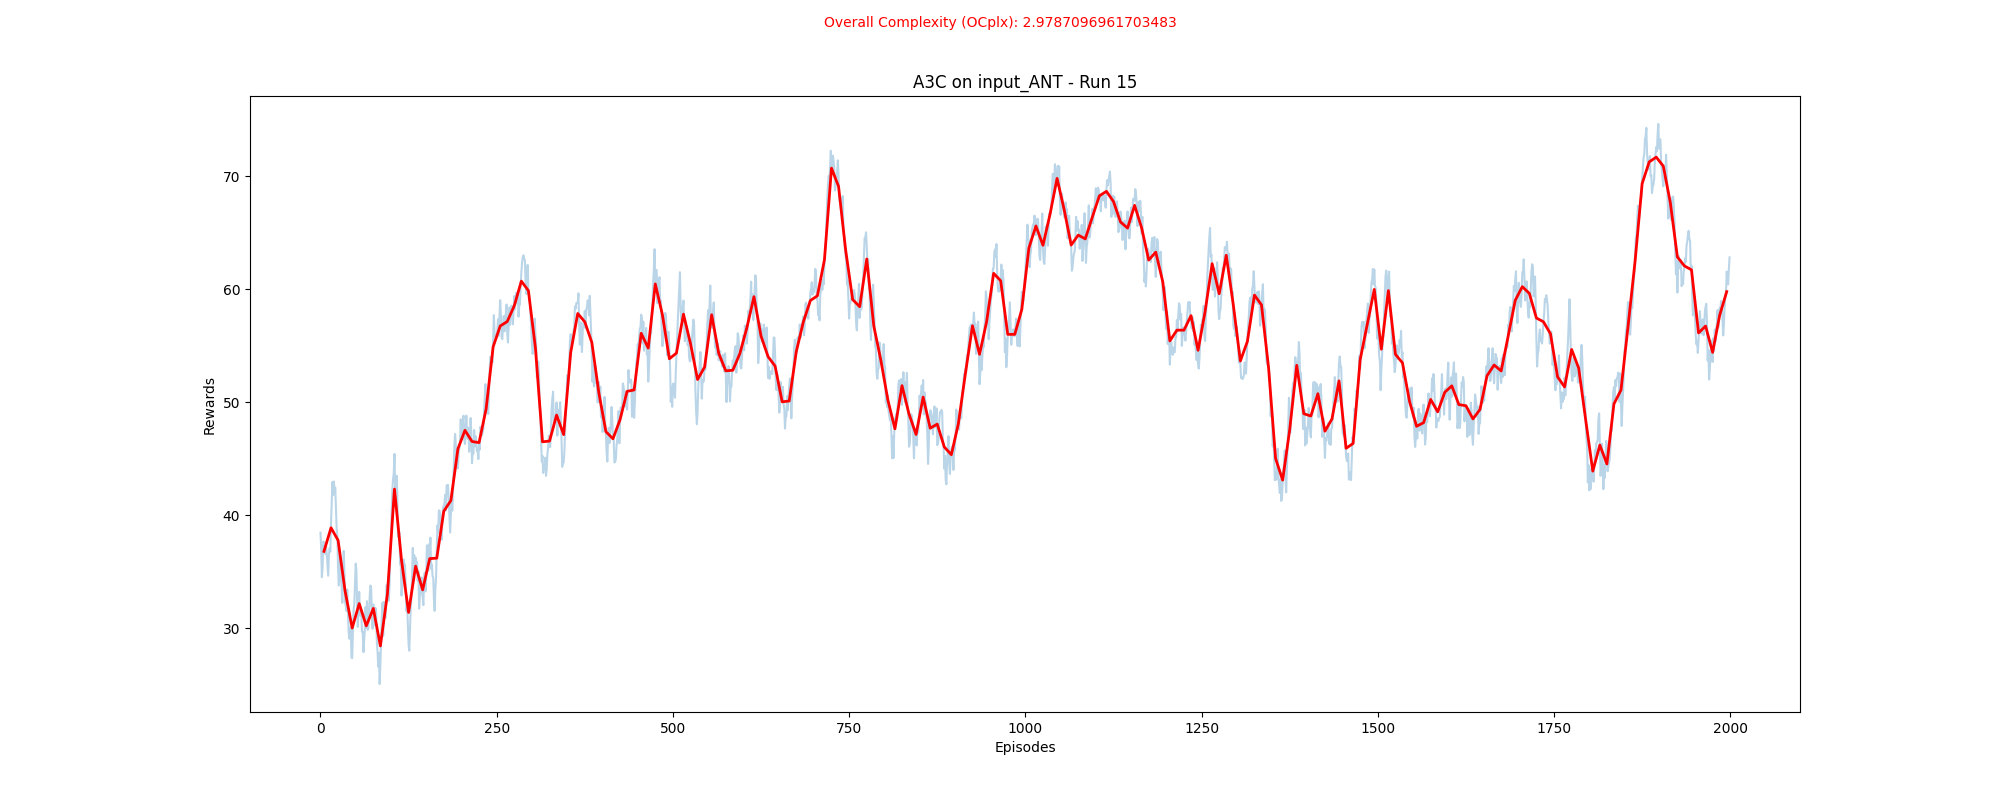 Overall Complexity (OCplx): 2.9787096961703483
A3C on input_ANT - Run 15
Rewards
70
60
50
40
30
0 250 500 750 1000 1250 1500 1750 2000
Episodes